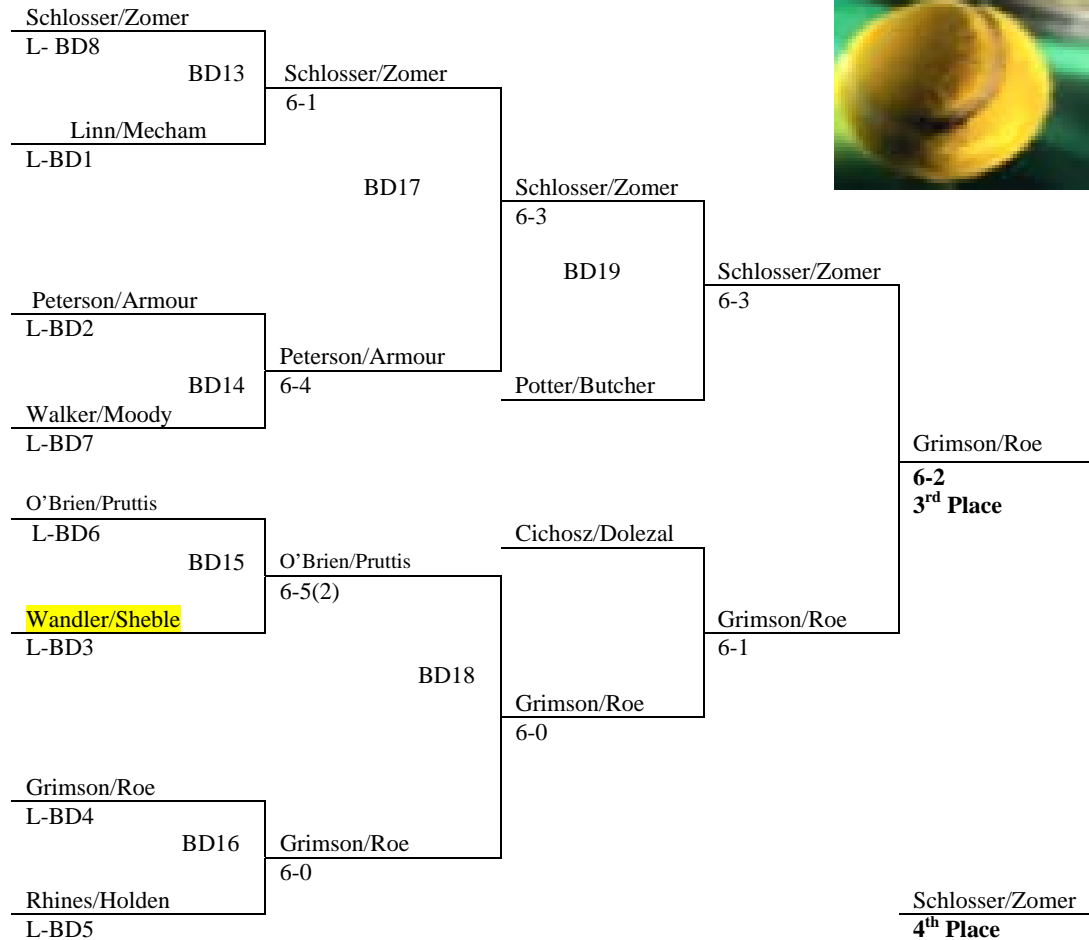 Schlosser/Zomer
L- BD8
BD13
Schlosser/Zomer
6-1
Linn/Mecham
L-BD1
BD17
Schlosser/Zomer
6-3
BD19
Schlosser/Zomer
6-3
Peterson/Armour
L-BD2
Peterson/Armour
BD14
6-4
Potter/Butcher
Walker/Moody
L-BD7
Grimson/Roe
6-2
3rd Place
O’Brien/Pruttis
L-BD6
Cichosz/Dolezal
BD15
O’Brien/Pruttis
6-5(2)
Wandler/Sheble
L-BD3
Grimson/Roe
6-1
BD18
Grimson/Roe
6-0
Grimson/Roe
L-BD4
BD16
Grimson/Roe
6-0
Rhines/Holden
L-BD5
Schlosser/Zomer
4th Place